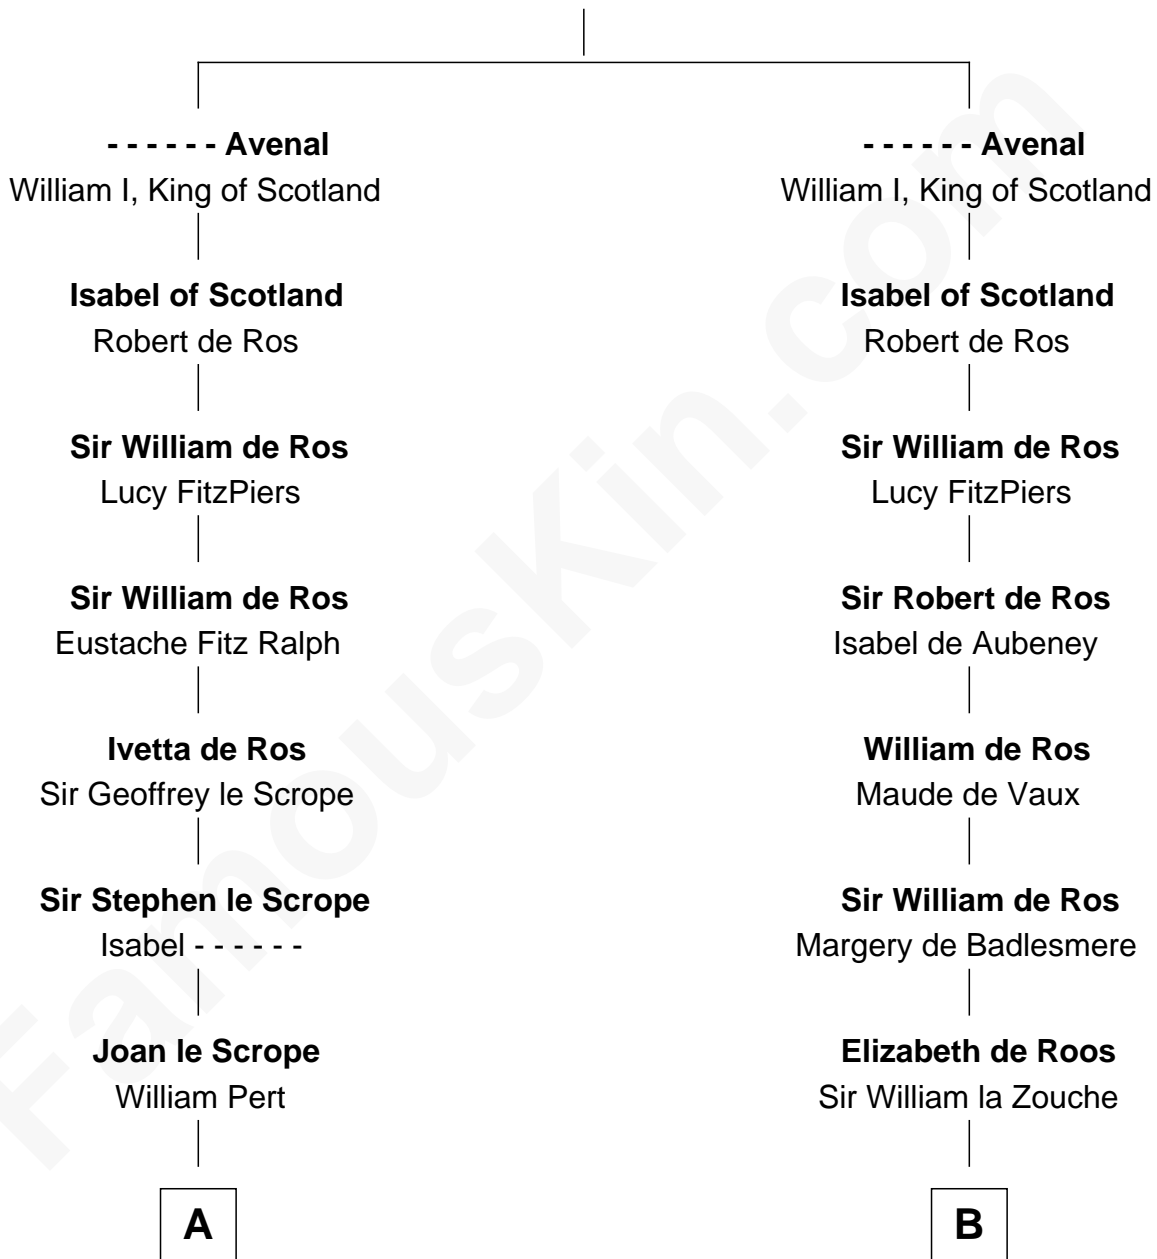 - - - - - - Avenal
William I, King of Scotland
Isabel of Scotland
Robert de Ros
Sir William de Ros
Lucy FitzPiers
Sir William de Ros
Eustache Fitz Ralph
Ivetta de Ros
Sir Geoffrey le Scrope
Sir Stephen le Scrope
Isabel - - - - - -
Joan le Scrope
William Pert
A
- - - - - - Avenal
William I, King of Scotland
Isabel of Scotland
Robert de Ros
Sir William de Ros
Lucy FitzPiers
Sir Robert de Ros
Isabel de Aubeney
William de Ros
Maude de Vaux
Sir William de Ros
Margery de Badlesmere
Elizabeth de Roos
Sir William la Zouche
B
FamousKin.com